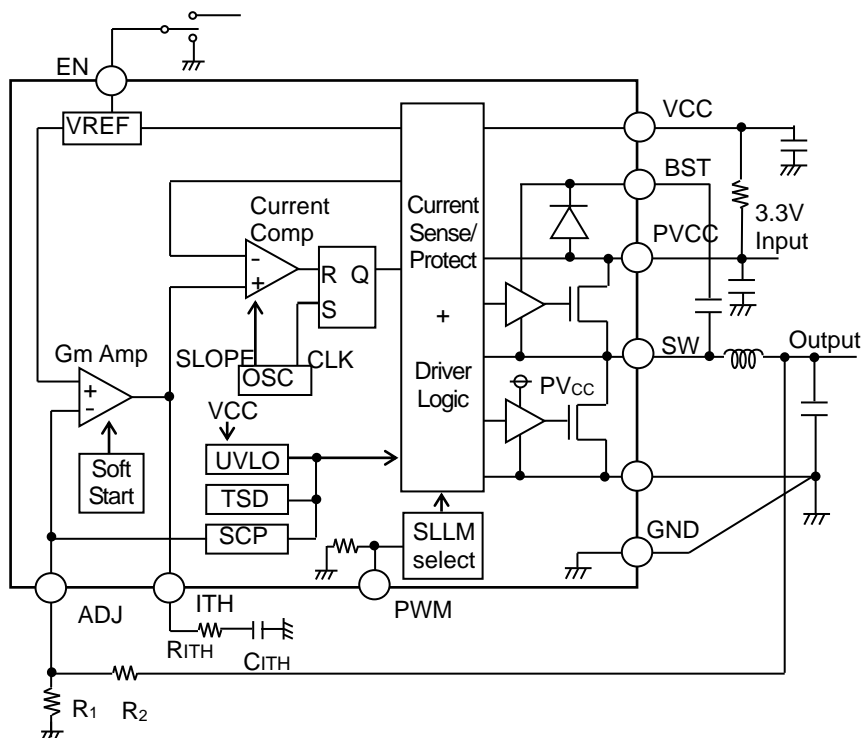 EN
VREF
VCC
BST
Current
Comp
Current
Sense/
Protect
+
Driver
Logic
3.3V
Input
PVCC
-
+
R Q
S
Gm Amp
SLOPE
CLK
OSC
SW
Output
+
-
VCC
PVCC
Soft
Start
UVLO
TSD
SCP
SLLM
select
GND
ADJ
ITH
PWM
RITH
CITH
R1
R2